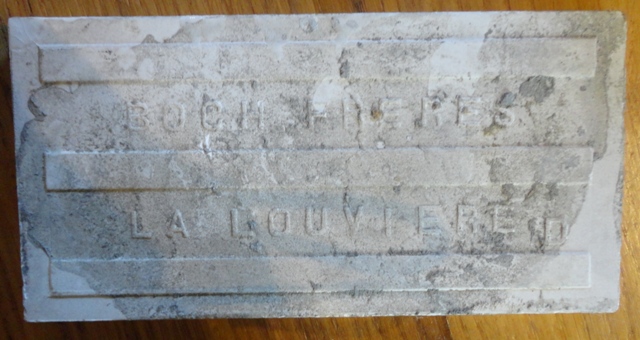 BOCH FRERES
LA LOUVIERE D